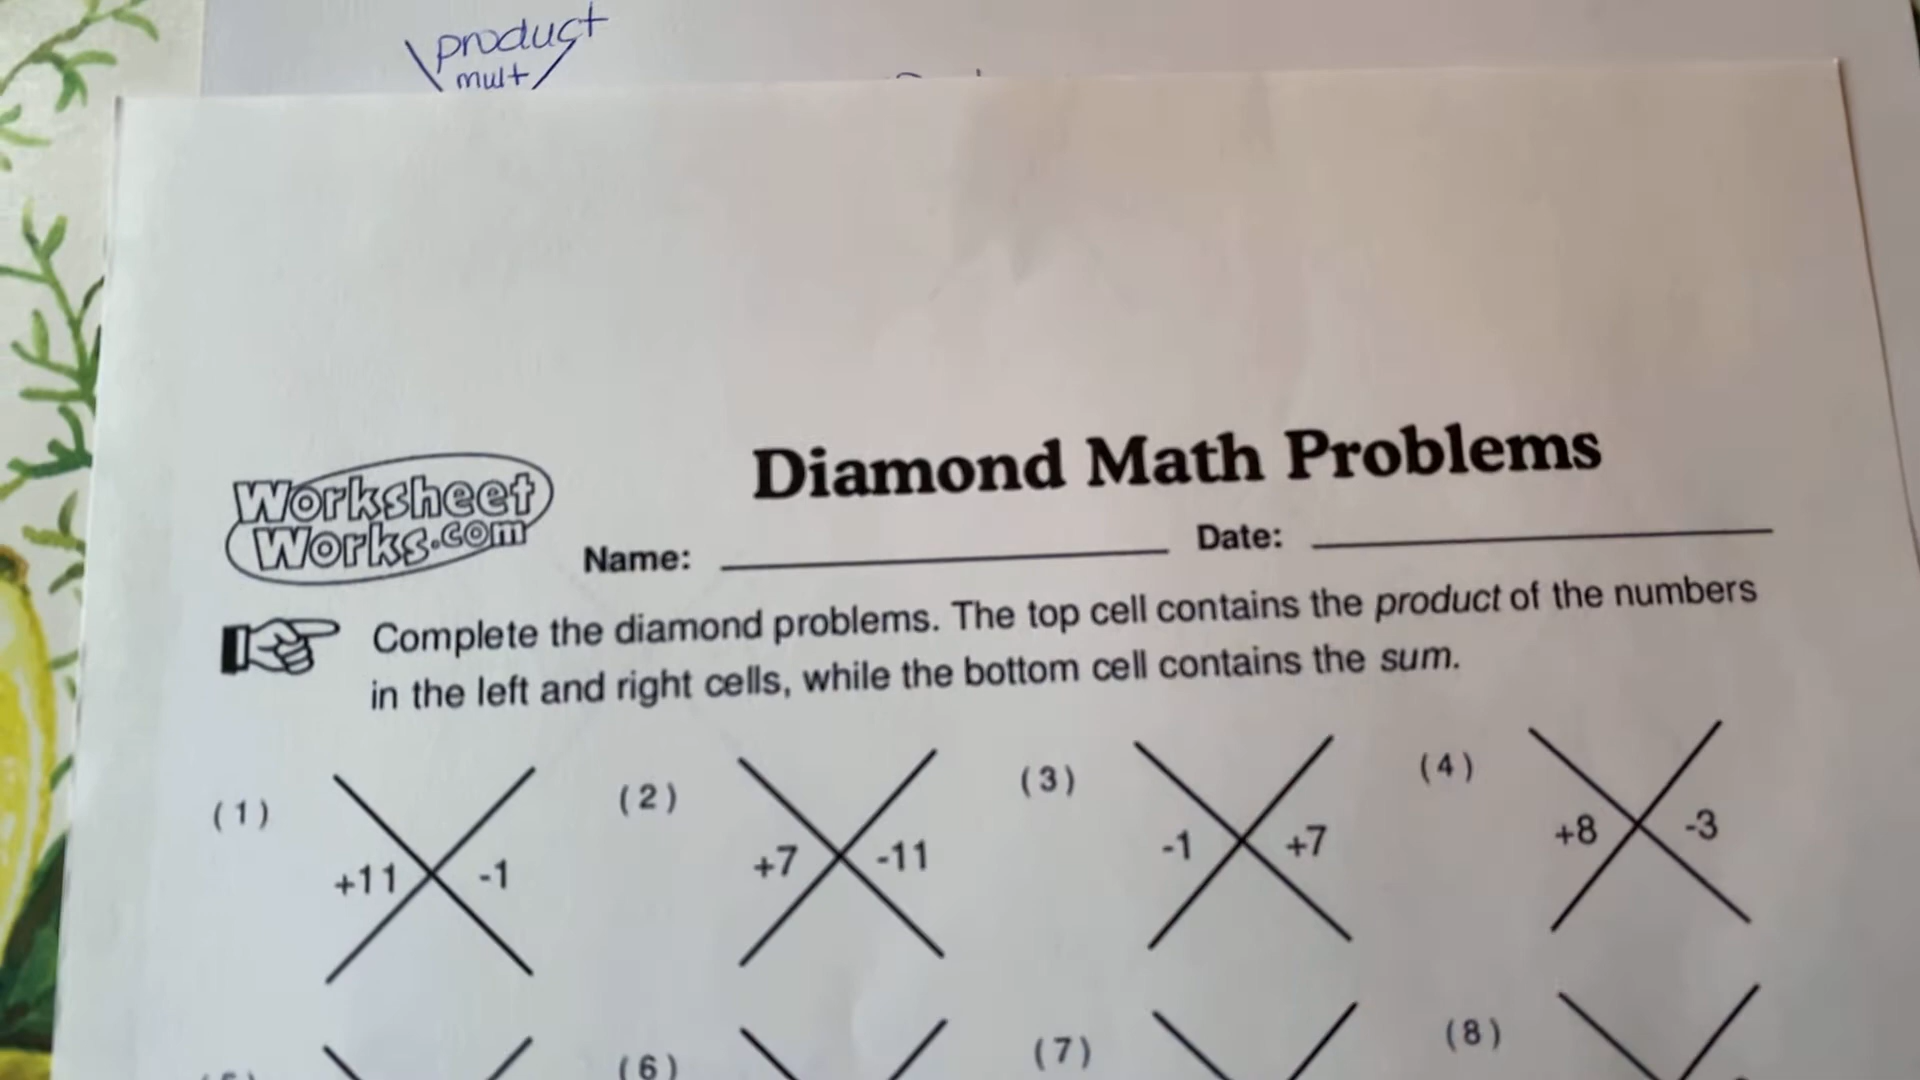 product
mult
Worksheet
Works.com
Diamond Math Problems
Name: Date:
Complete the diamond problems. The top cell contains the product of the numbers
in the left and right cells, while the bottom cell contains the sum.
(1) +11 -1
(2) +7 -11
(3) -1 +7
(4) +8 -3
(6)
(7)
(8)